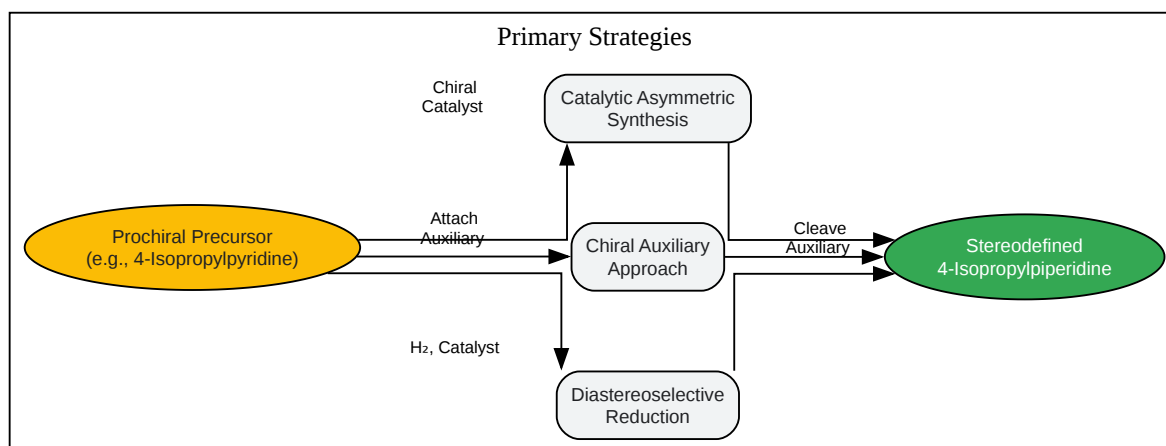 Primary Strategies
Chiral
Catalyst
Catalytic Asymmetric
Synthesis
Prochiral Precursor
(e.g., 4-Isopropylpyridine)
Attach
Auxiliary
Chiral Auxiliary
Approach
Cleave
Auxiliary
Stereodefined
4-Isopropylpiperidine
H₂, Catalyst
Diastereoselective
Reduction